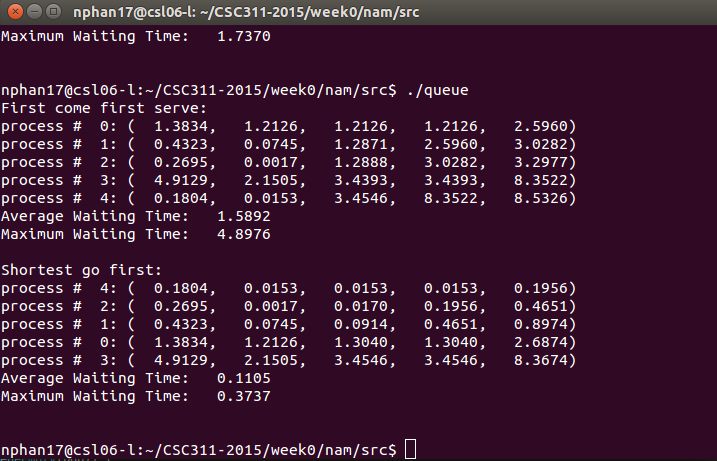 nphan17@csl06-l: ~/CSC311-2015/week0/nam/src
Maximum Waiting Time:   1.7370
nphan17@csl06-l:~/CSC311-2015/week0/nam/src$ ./queue
First come first serve:
process #  0: (  1.3834,   1.2126,   1.2126,   1.2126,   2.5960)
process #  1: (  0.4323,   0.0745,   1.2871,   2.5960,   3.0282)
process #  2: (  0.2695,   0.0017,   1.2888,   3.0282,   3.2977)
process #  3: (  4.9129,   2.1505,   3.4393,   3.4393,   8.3522)
process #  4: (  0.1804,   0.0153,   3.4546,   8.3522,   8.5326)
Average Waiting Time:   1.5892
Maximum Waiting Time:   4.8976
Shortest go first:
process #  4: (  0.1804,   0.0153,   0.0153,   0.0153,   0.1956)
process #  2: (  0.2695,   0.0017,   0.0170,   0.1956,   0.4651)
process #  1: (  0.4323,   0.0745,   0.0914,   0.4651,   0.8974)
process #  0: (  1.3834,   1.2126,   1.3040,   1.3040,   2.6874)
process #  3: (  4.9129,   2.1505,   3.4546,   3.4546,   8.3674)
Average Waiting Time:   0.1105
Maximum Waiting Time:   0.3737
nphan17@csl06-l:~/CSC311-2015/week0/nam/src$